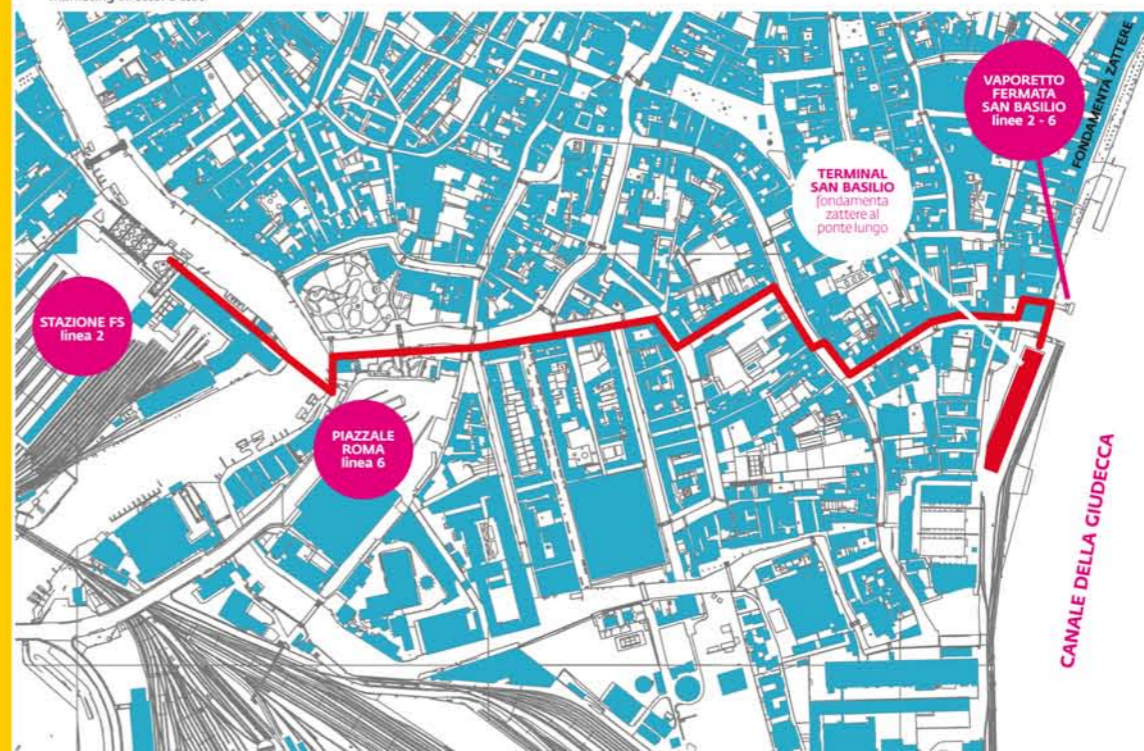 STAZIONE FS
linea 2
PIAZZALE
ROMA
linea 6
TERMINAL
SAN BASILIO
fondamenta
zattere al
ponte lungo
VAPORETTO
FERMATA
SAN BASILIO
linee 2 - 6
FONDAMENTA ZATTERE
CANALE DELLA GIUDECCA